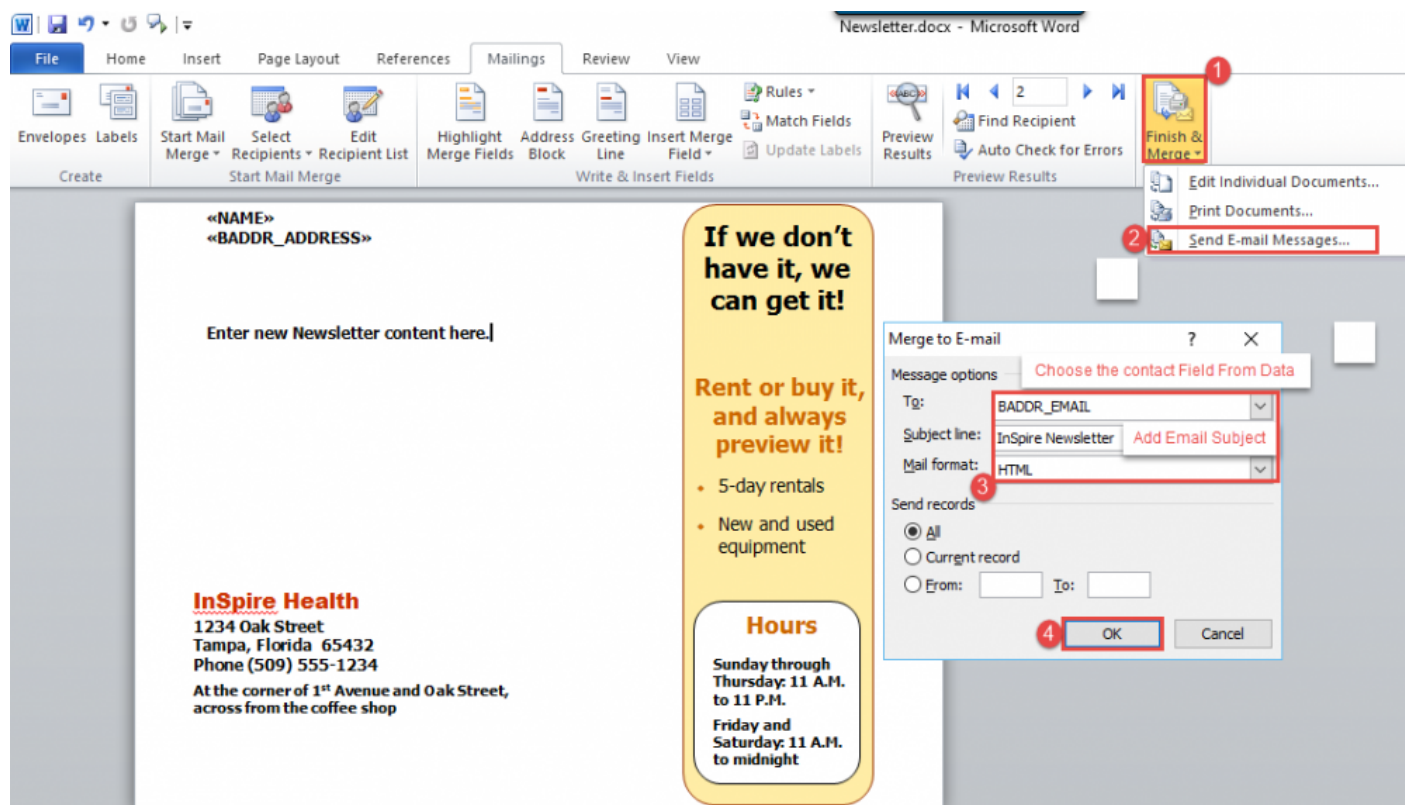 Newsletter.docx - Microsoft Word
File Home Insert Page Layout References Mailings Review View
1
Envelopes Labels
Start Mail Merge Select Recipients Edit Recipient List
Highlight Merge Fields Address Block Greeting Line Insert Merge Field
Rules
Match Fields
Update Labels
«ABC»
Preview Results
2
Find Recipient
Auto Check for Errors
Finish & Merge
Create Start Mail Merge Write & Insert Fields Preview Results
Edit Individual Documents...
Print Documents...
2 Send E-mail Messages...
«NAME»
«BADDR_ADDRESS»
Enter new Newsletter content here.
InSpire Health
1234 Oak Street
Tampa, Florida 65432
Phone (509) 555-1234
At the corner of 1st Avenue and Oak Street,
across from the coffee shop
If we don't
have it, we
can get it!
Rent or buy it,
and always
preview it!
• 5-day rentals
• New and used
equipment
Hours
Sunday through
Thursday: 11 A.M.
to 11 P.M.
Friday and
Saturday: 11 A.M.
to midnight
Merge to E-mail ? X
Message options
Choose the contact Field From Data
To: BADDR_EMAIL
Subject line: InSpire Newsletter Add Email Subject
Mail format: HTML
3
Send records
All
Current record
From: To:
4 OK Cancel